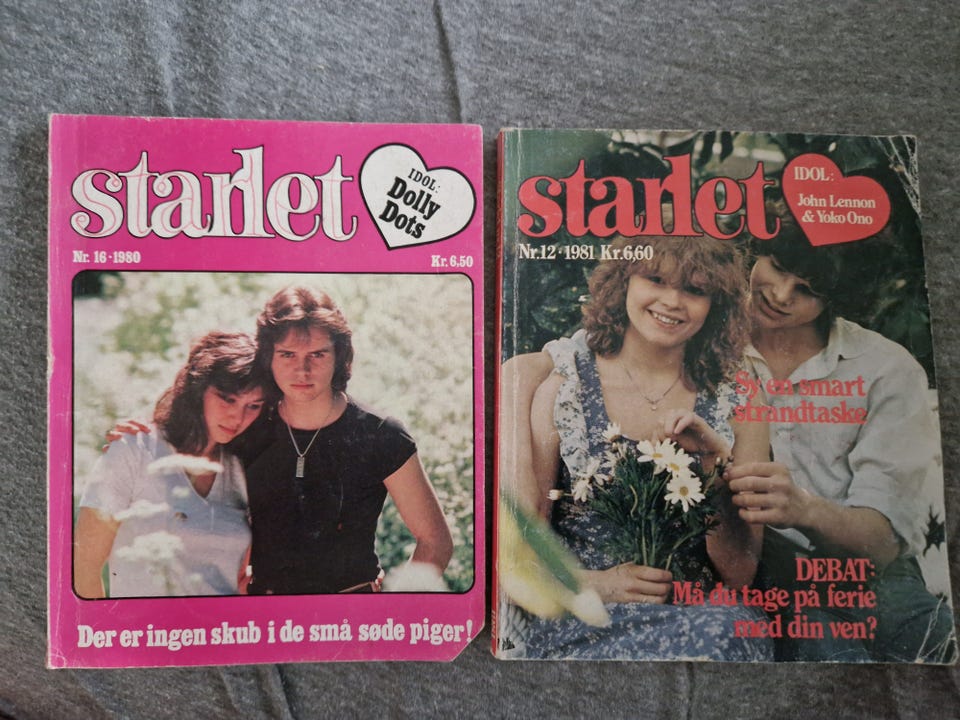 starlet
IDOL:
Dolly
Dots
Nr. 16 · 1980
Kr. 6,50
Der er ingen skub i de små søde piger!
starlet
IDOL:
John Lennon
& Yoko Ono
Nr. 12 · 1981 Kr. 6,60
Sy en smart
strandtaske
DEBAT:
Må du tage på ferie
med din ven?